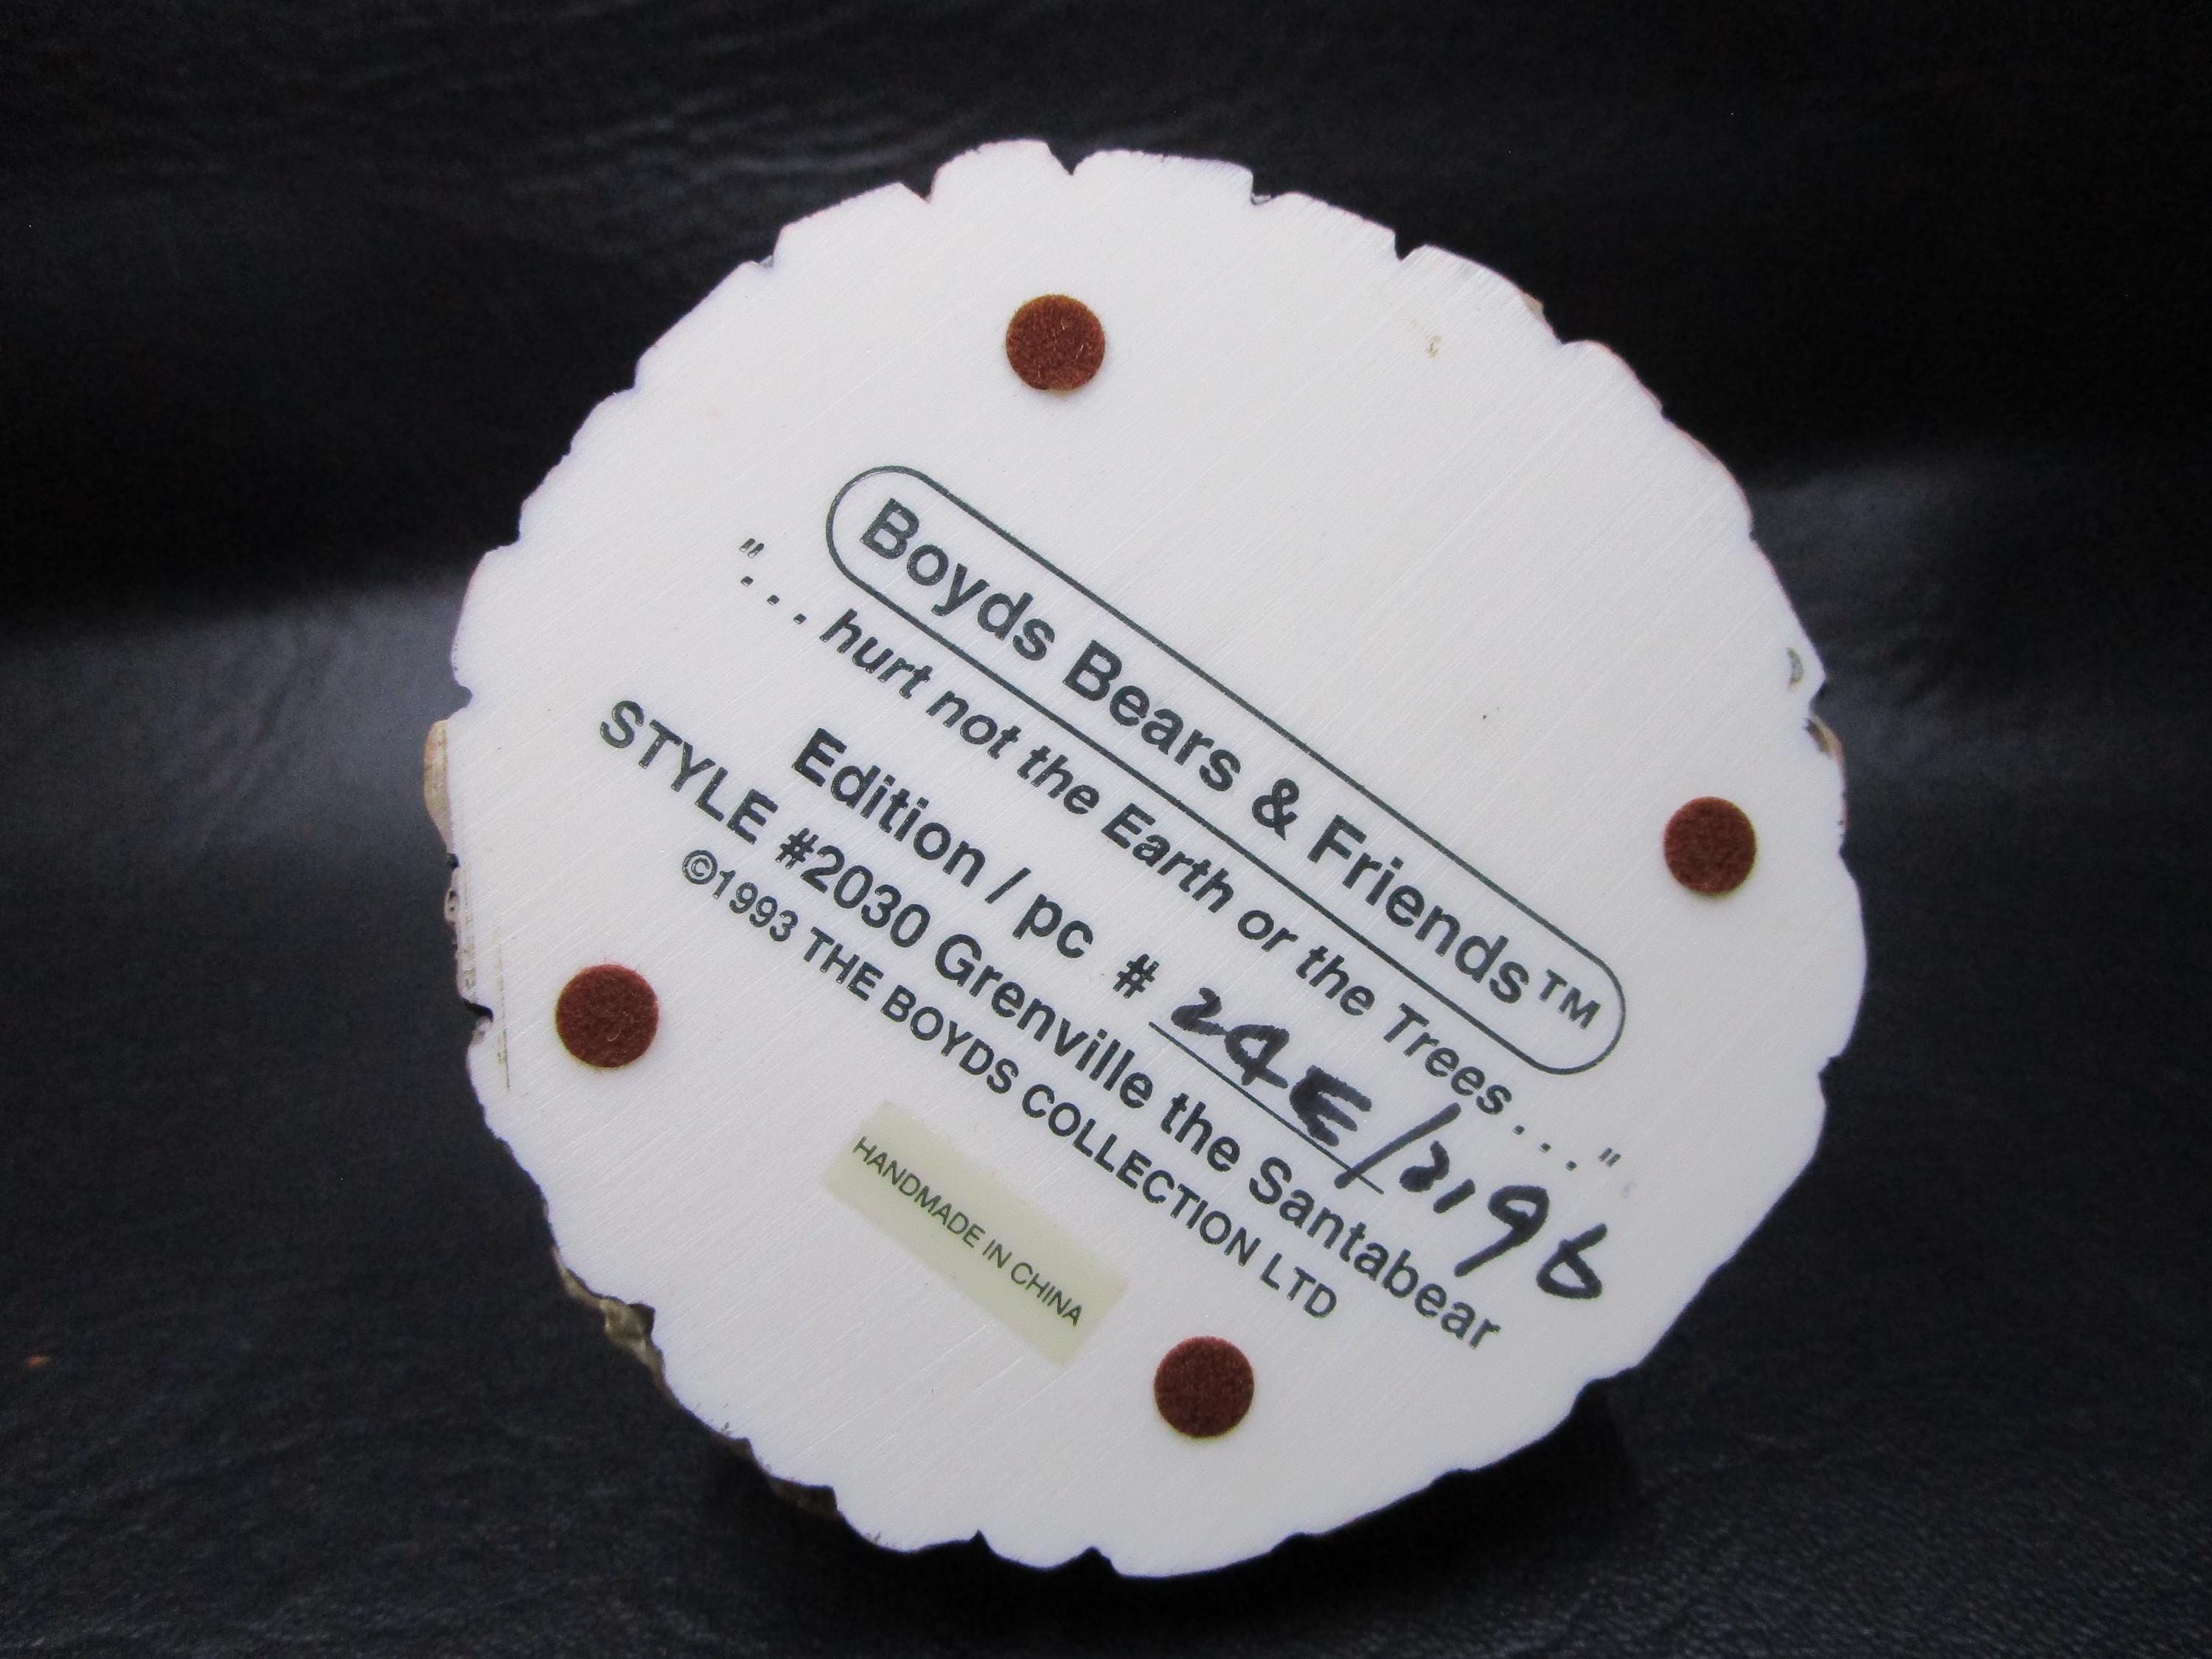 Boyds Bears & Friends™
"... hurt not the Earth or the Trees ..."
Edition / pc # 24E/3196
STYLE #2030 Grenville the Santabear
©1993 THE BOYDS COLLECTION LTD
HANDMADE IN CHINA